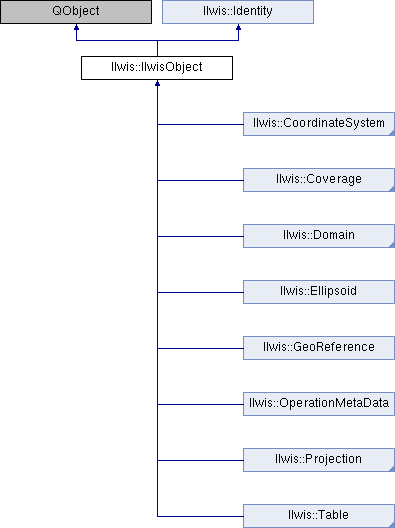 QObject
Ilwis::Identity
Ilwis::IlwisObject
Ilwis::CoordinateSystem
Ilwis::Coverage
Ilwis::Domain
Ilwis::Ellipsoid
Ilwis::GeoReference
Ilwis::OperationMetaData
Ilwis::Projection
Ilwis::Table